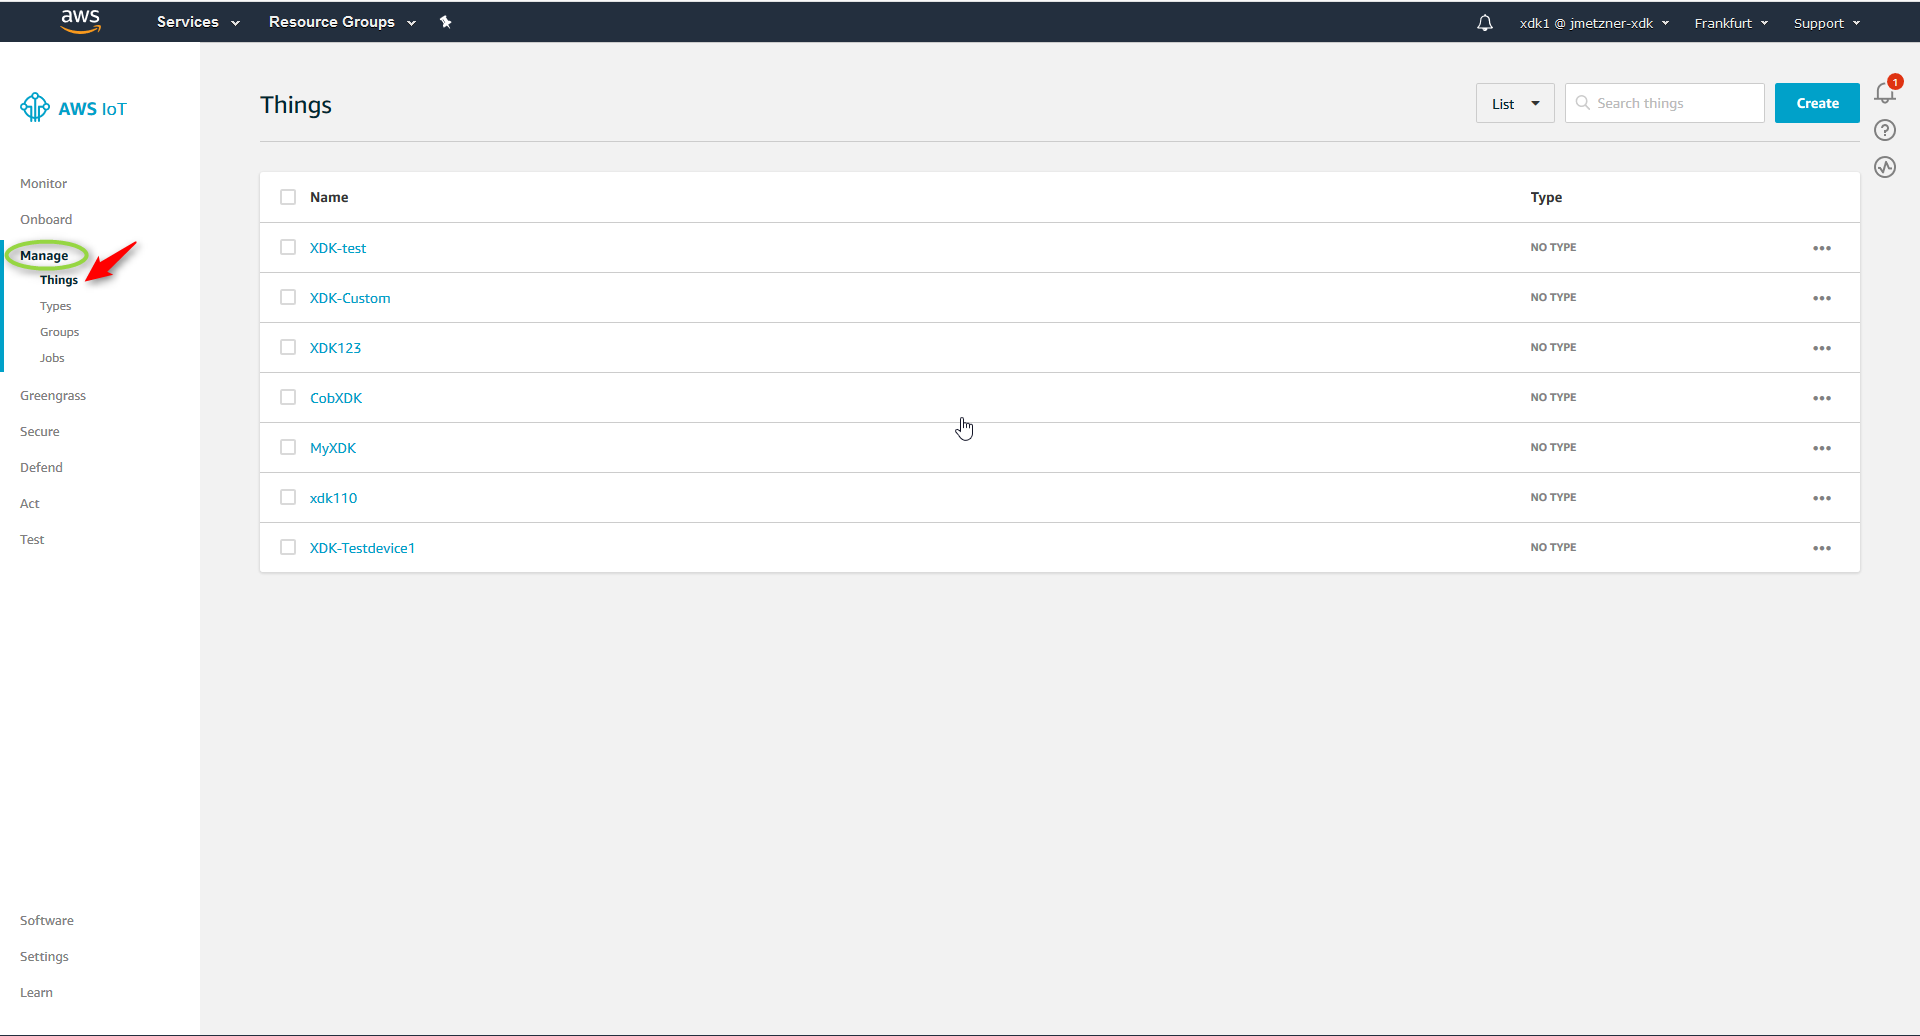 aws Services Resource Groups xdk1 @ jmetzner-xdk Frankfurt Support
AWS IoT
Monitor
Onboard
Manage
Things
Types
Groups
Jobs
Greengrass
Secure
Defend
Act
Test
Software
Settings
Learn
Things List Search things Create 1
Name Type
XDK-test NO TYPE
XDK-Custom NO TYPE
XDK123 NO TYPE
CobXDK NO TYPE
MyXDK NO TYPE
xdk110 NO TYPE
XDK-Testdevice1 NO TYPE